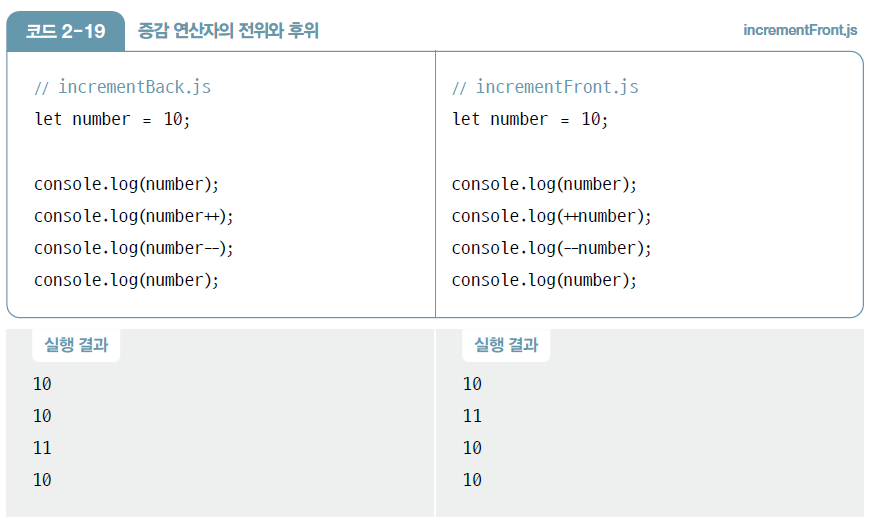 코드 2-19 증감 연산자의 전위와 후위 incrementFront.js
// incrementBack.js
let number = 10;
console.log(number);
console.log(number++);
console.log(number--);
console.log(number);
// incrementFront.js
let number = 10;
console.log(number);
console.log(++number);
console.log(--number);
console.log(number);
실행 결과
10
10
11
10
실행 결과
10
11
10
10